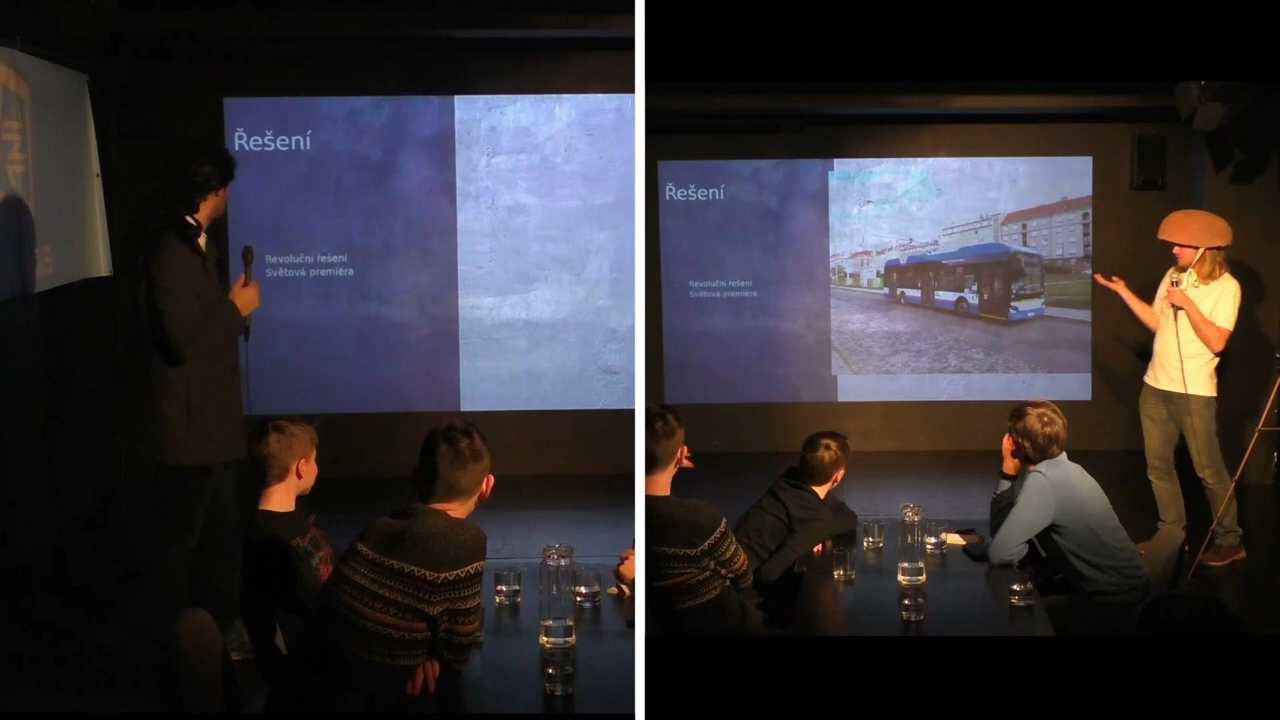 Řešení
Revoluční řešení
Světová premiéra
Řešení
Revoluční řešení
Světová premiéra